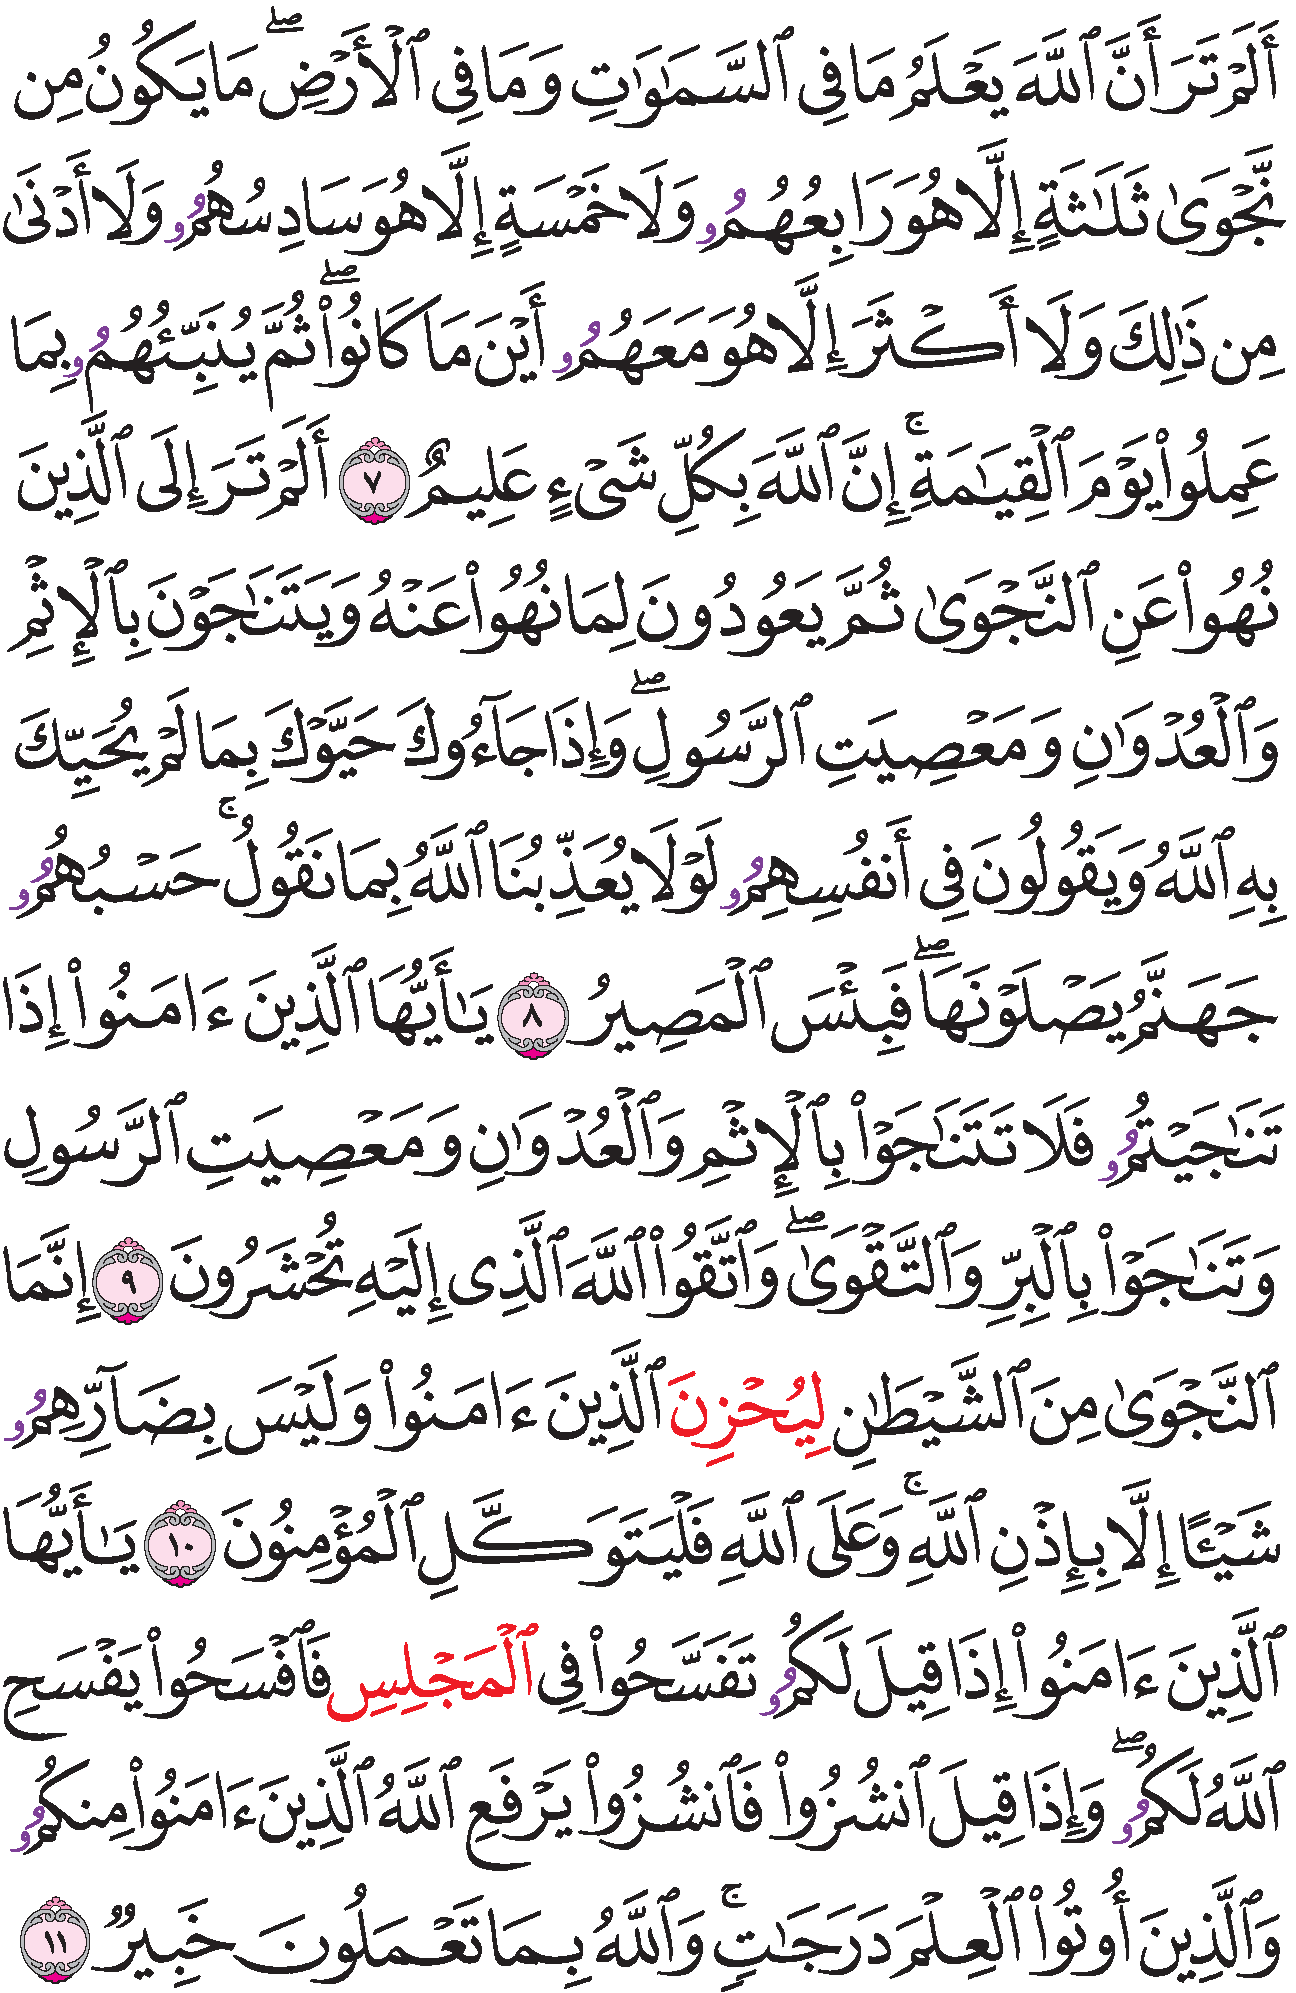 أَلَمْ تَرَ أَنَّ ٱللَّهَ يَعْلَمُ مَا فِى ٱلسَّمَٰوَٰتِ وَمَا فِى ٱلْأَرْضِ ۖ مَا يَكُونُ مِن
نَّجْوَىٰ ثَلَٰثَةٍ إِلَّا هُوَ رَابِعُهُمُۥ وَلَا خَمْسَةٍ إِلَّا هُوَ سَادِسُهُمُۥ وَلَا أَدْنَىٰ
مِن ذَٰلِكَ وَلَا أَكْثَرَ إِلَّا هُوَ مَعَهُمُۥ أَيْنَ مَا كَانُوا۟ ۖ ثُمَّ يُنَبِّئُهُمُۥ بِمَا
عَمِلُوا۟ يَوْمَ ٱلْقِيَٰمَةِ ۚ إِنَّ ٱللَّهَ بِكُلِّ شَىْءٍ عَلِيمٌ ٧ أَلَمْ تَرَ إِلَى ٱلَّذِينَ
نُهُوا۟ عَنِ ٱلنَّجْوَىٰ ثُمَّ يَعُودُونَ لِمَا نُهُوا۟ عَنْهُ وَيَتَنَٰجَوْنَ بِٱلْإِثْمِ
وَٱلْعُدْوَٰنِ وَمَعْصِيَتِ ٱلرَّسُولِ ۖ وَإِذَا جَآءُوكَ حَيَّوْكَ بِمَا لَمْ يُحَيِّكَ
بِهِ ٱللَّهُ وَيَقُولُونَ فِى أَنفُسِهِمُۥ لَوْلَا يُعَذِّبُنَا ٱللَّهُ بِمَا نَقُولُ ۚ حَسْبُهُمُۥ
جَهَنَّمُ يَصْلَوْنَهَا ۖ فَبِئْسَ ٱلْمَصِيرُ ٨ يَٰأَيُّهَا ٱلَّذِينَ ءَامَنُوا۟ إِذَا
تَنَٰجَيْتُمُۥ فَلَا تَتَنَٰجَوْا۟ بِٱلْإِثْمِ وَٱلْعُدْوَٰنِ وَمَعْصِيَتِ ٱلرَّسُولِ
وَتَنَٰجَوْا۟ بِٱلْبِرِّ وَٱلتَّقْوَىٰ ۖ وَٱتَّقُوا۟ ٱللَّهَ ٱلَّذِى إِلَيْهِ تُحْشَرُونَ ٩ إِنَّمَا
ٱلنَّجْوَىٰ مِنَ ٱلشَّيْطَٰنِ لِيُحْزِنَ ٱلَّذِينَ ءَامَنُوا۟ وَلَيْسَ بِضَآرِّهِمُۥ
شَيْـًٔا إِلَّا بِإِذْنِ ٱللَّهِ ۚ وَعَلَى ٱللَّهِ فَلْيَتَوَكَّلِ ٱلْمُؤْمِنُونَ ١٠ يَٰأَيُّهَا
ٱلَّذِينَ ءَامَنُوا۟ إِذَا قِيلَ لَكُمُۥ تَفَسَّحُوا۟ فِى ٱلْمَجْلِسِ فَٱفْسَحُوا۟ يَفْسَحِ
ٱللَّهُ لَكُمُۥ ۖ وَإِذَا قِيلَ ٱنشُزُوا۟ فَٱنشُزُوا۟ يَرْفَعِ ٱللَّهُ ٱلَّذِينَ ءَامَنُوا۟ مِنكُمُۥ
وَٱلَّذِينَ أُوتُوا۟ ٱلْعِلْمَ دَرَجَٰتٍ ۚ وَٱللَّهُ بِمَا تَعْمَلُونَ خَبِيرٌ ١١